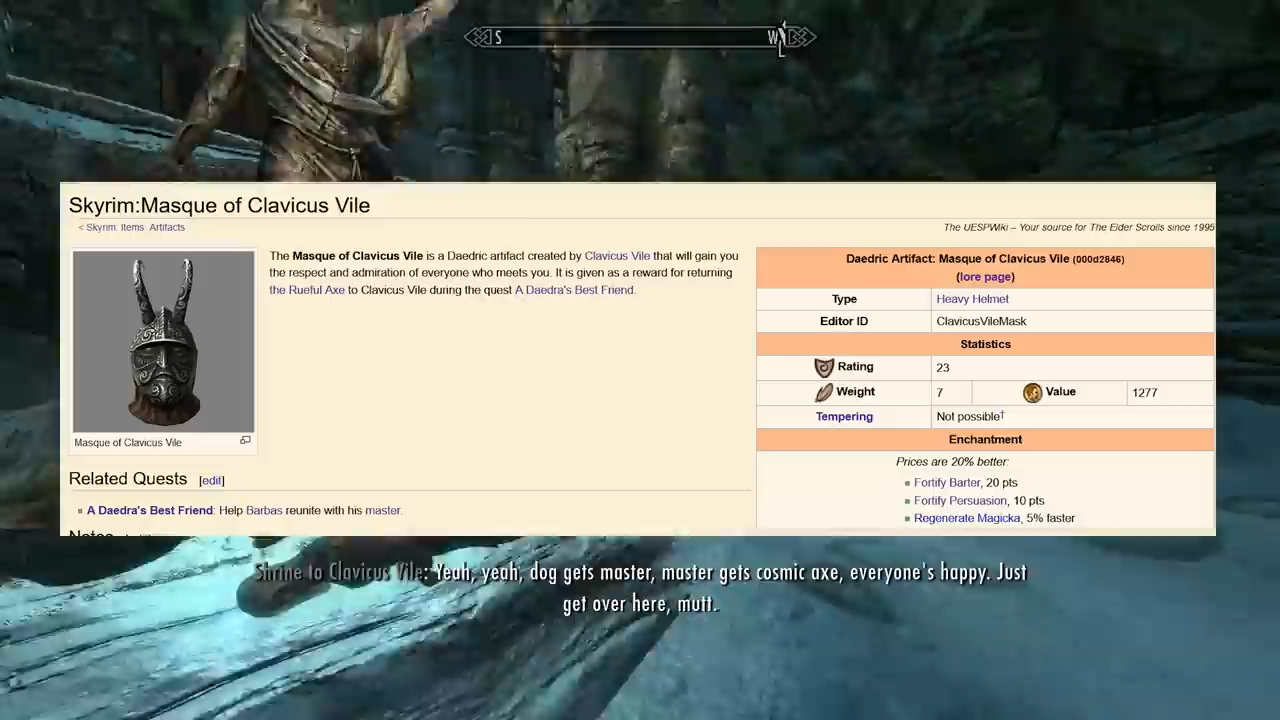 S W
Skyrim:Masque of Clavicus Vile
< Skyrim: Items Artifacts
The UESPWiki – Your source for The Elder Scrolls since 1995
The Masque of Clavicus Vile is a Daedric artifact created by Clavicus Vile that will gain you
the respect and admiration of everyone who meets you. It is given as a reward for returning
the Rueful Axe to Clavicus Vile during the quest A Daedra's Best Friend.
Masque of Clavicus Vile
Related Quests [edit]
A Daedra's Best Friend: Help Barbas reunite with his master.
Notes
Daedric Artifact: Masque of Clavicus Vile (000d2846)
(lore page)
Type Heavy Helmet
Editor ID ClavicusVileMask
Statistics
Rating 23
Weight 7 Value 1277
Tempering Not possible†
Enchantment
Prices are 20% better:
Fortify Barter, 20 pts
Fortify Persuasion, 10 pts
Regenerate Magicka, 5% faster
Shrine to Clavicus Vile: Yeah, yeah, dog gets master, master gets cosmic axe, everyone's happy. Just
get over here, mutt.